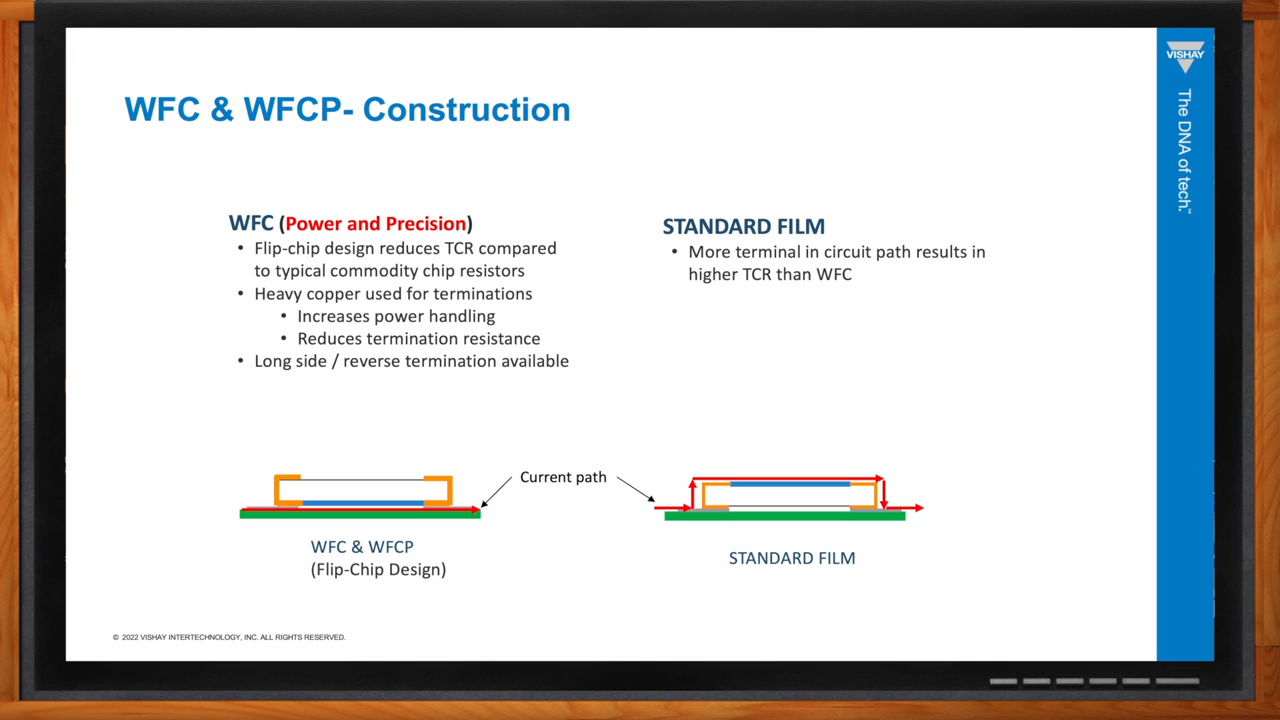 WFC & WFCP- Construction
WFC (Power and Precision)
• Flip-chip design reduces TCR compared
to typical commodity chip resistors
• Heavy copper used for terminations
• Increases power handling
• Reduces termination resistance
• Long side / reverse termination available
STANDARD FILM
• More terminal in circuit path results in
higher TCR than WFC
Current path
WFC & WFCP
(Flip-Chip Design)
STANDARD FILM
© 2022 VISHAY INTERTECHNOLOGY, INC. ALL RIGHTS RESERVED.
VISHAY
The DNA of tech.™